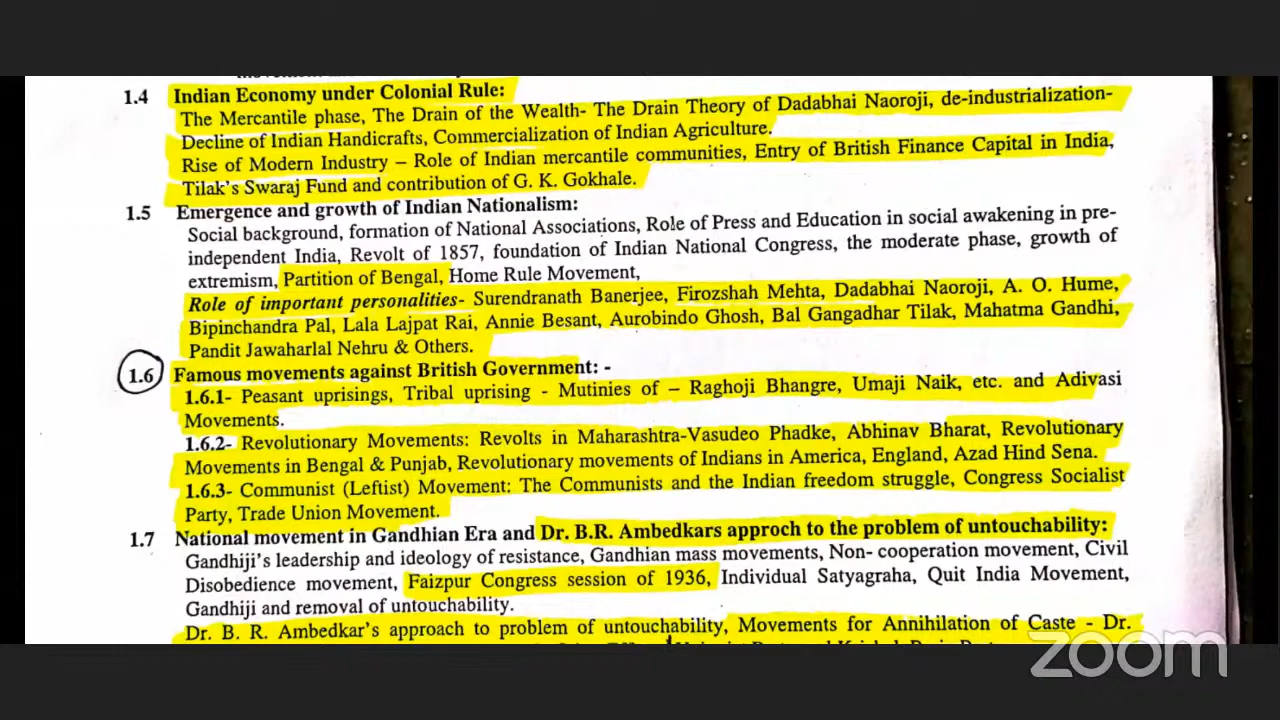 1.4 Indian Economy under Colonial Rule:
The Mercantile phase, The Drain of the Wealth- The Drain Theory of Dadabhai Naoroji, de-industrialization-
Decline of Indian Handicrafts, Commercialization of Indian Agriculture.
Rise of Modern Industry – Role of Indian mercantile communities, Entry of British Finance Capital in India,
Tilak's Swaraj Fund and contribution of G. K. Gokhale.
1.5 Emergence and growth of Indian Nationalism:
Social background, formation of National Associations, Role of Press and Education in social awakening in pre-
independent India, Revolt of 1857, foundation of Indian National Congress, the moderate phase, growth of
extremism, Partition of Bengal, Home Rule Movement,
Role of important personalities- Surendranath Banerjee, Firozshah Mehta, Dadabhai Naoroji, A. O. Hume,
Bipinchandra Pal, Lala Lajpat Rai, Annie Besant, Aurobindo Ghosh, Bal Gangadhar Tilak, Mahatma Gandhi,
Pandit Jawaharlal Nehru & Others.
1.6 Famous movements against British Government: -
1.6.1- Peasant uprisings, Tribal uprising - Mutinies of – Raghoji Bhangre, Umaji Naik, etc. and Adivasi
Movements.
1.6.2- Revolutionary Movements: Revolts in Maharashtra-Vasudeo Phadke, Abhinav Bharat, Revolutionary
Movements in Bengal & Punjab, Revolutionary movements of Indians in America, England, Azad Hind Sena.
1.6.3- Communist (Leftist) Movement: The Communists and the Indian freedom struggle, Congress Socialist
Party, Trade Union Movement.
1.7 National movement in Gandhian Era and Dr. B.R. Ambedkars approch to the problem of untouchability:
Gandhiji's leadership and ideology of resistance, Gandhian mass movements, Non- cooperation movement, Civil
Disobedience movement, Faizpur Congress session of 1936, Individual Satyagraha, Quit India Movement,
Gandhiji and removal of untouchability.
Dr. B. R. Ambedkar's approach to problem of untouchability, Movements for Annihilation of Caste - Dr.
zoom